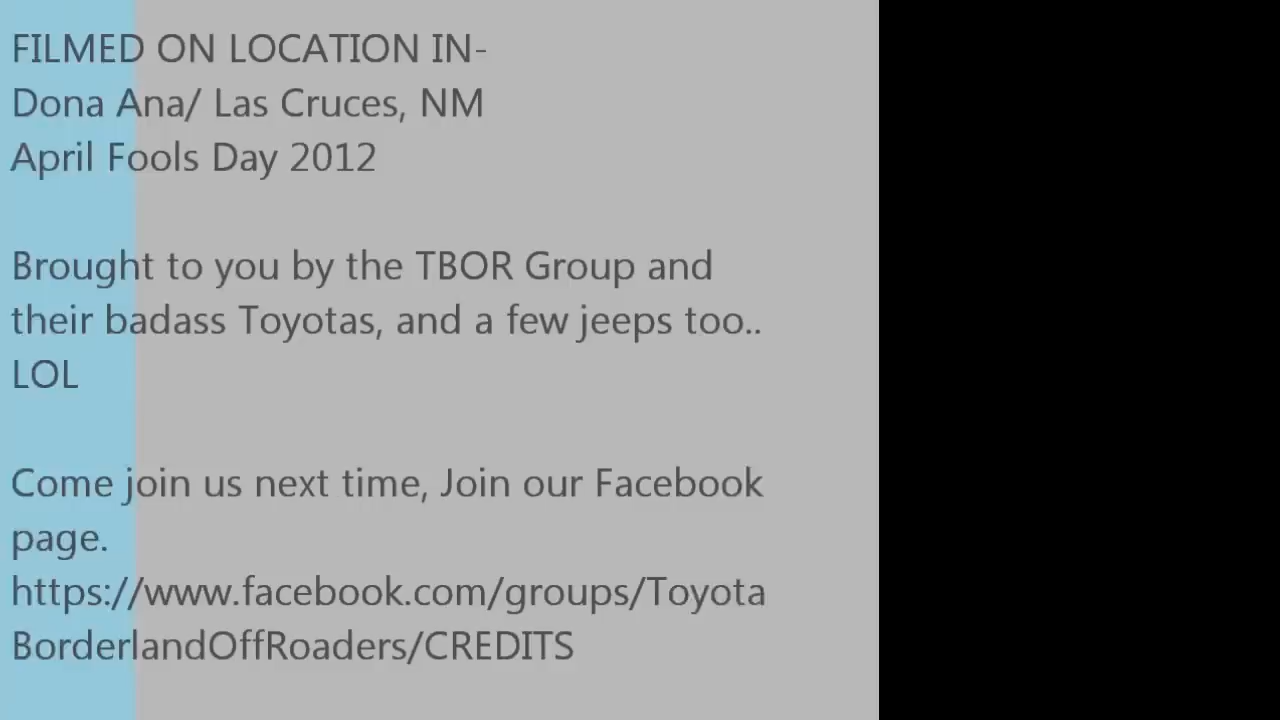 FILMED ON LOCATION IN-
Dona Ana/ Las Cruces, NM
April Fools Day 2012
Brought to you by the TBOR Group and
their badass Toyotas, and a few jeeps too..
LOL
Come join us next time, Join our Facebook
page.
https://www.facebook.com/groups/Toyota
BorderlandOffRoaders/CREDITS